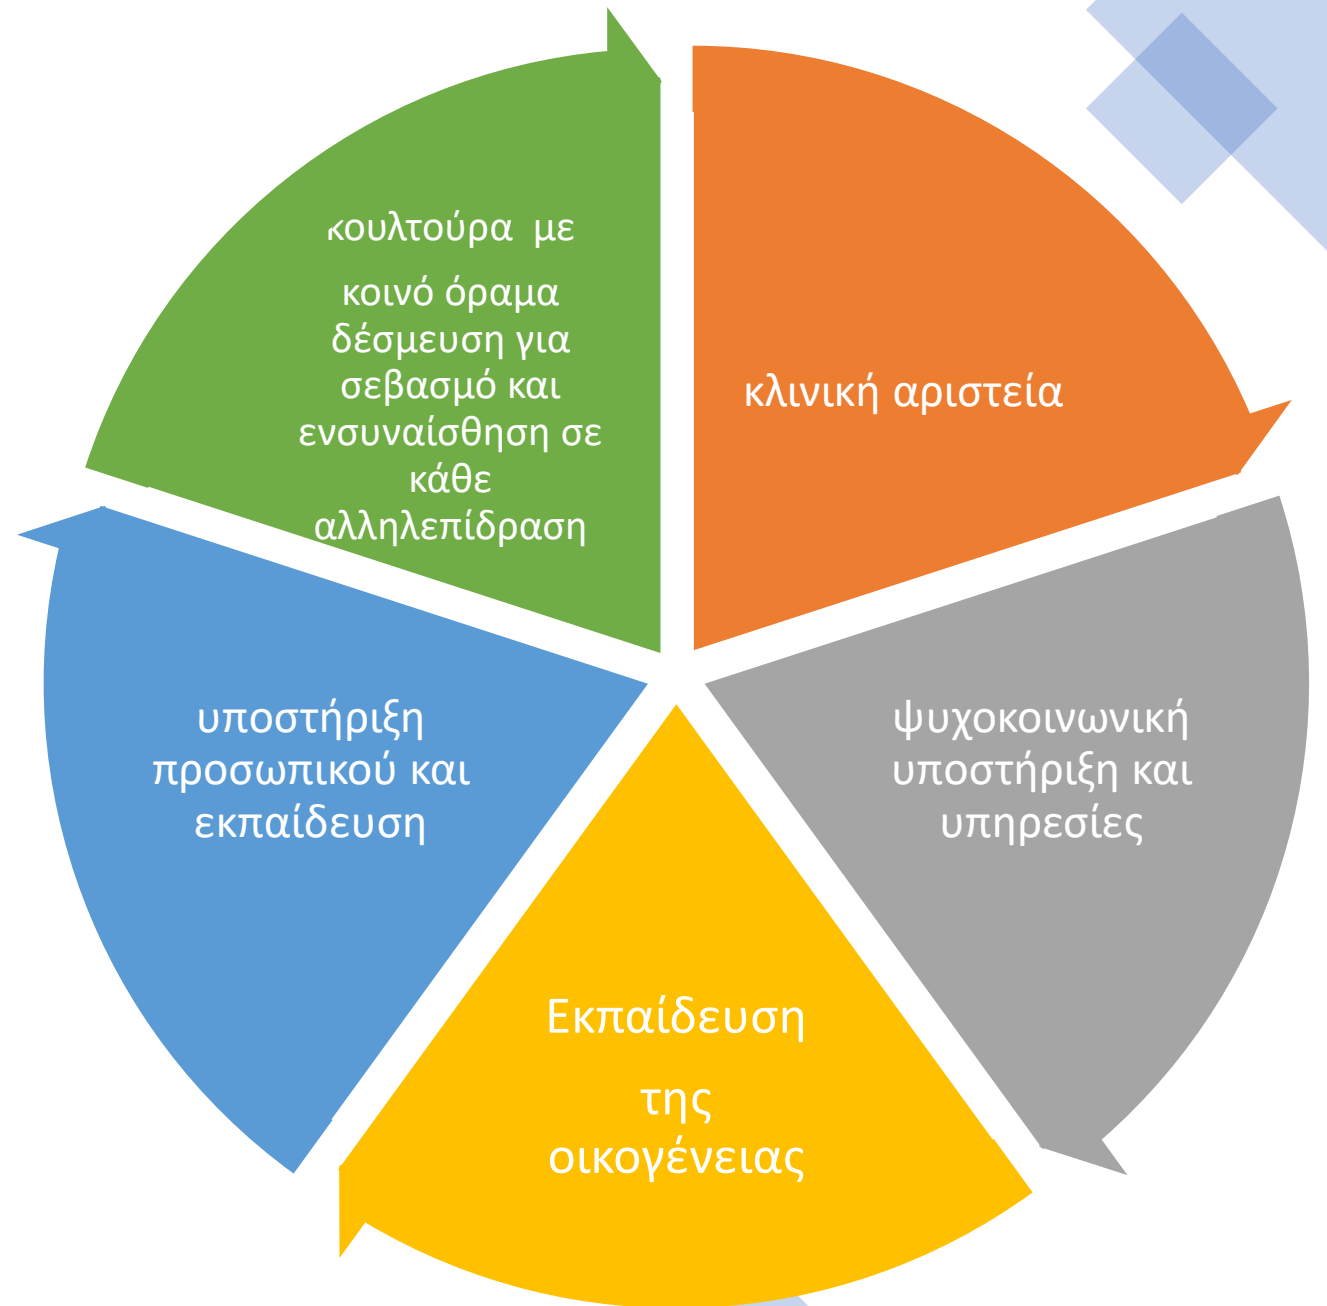 κουλτούρα με
κοινό όραμα
δέσμευση για
σεβασμό και
ενσυναίσθηση σε
κάθε
αλληλεπίδραση
κλινική αριστεία
ψυχοκοινωνική
υποστήριξη και
υπηρεσίες
Εκπαίδευση
της
οικογένειας
υποστήριξη
προσωπικού και
εκπαίδευση